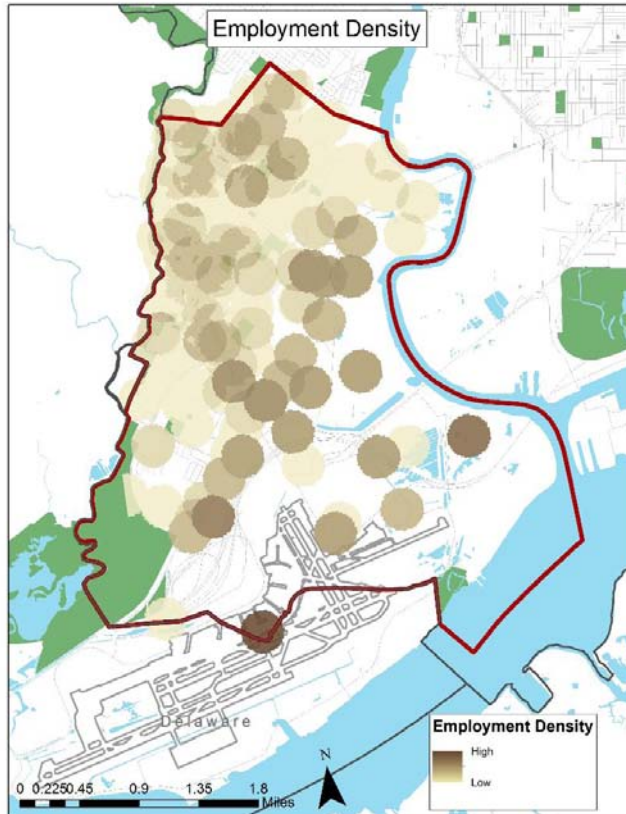 Employment Density
Delaware
Employment Density
High
Low
N
0 0.225 0.45 0.9 1.35 1.8
Miles